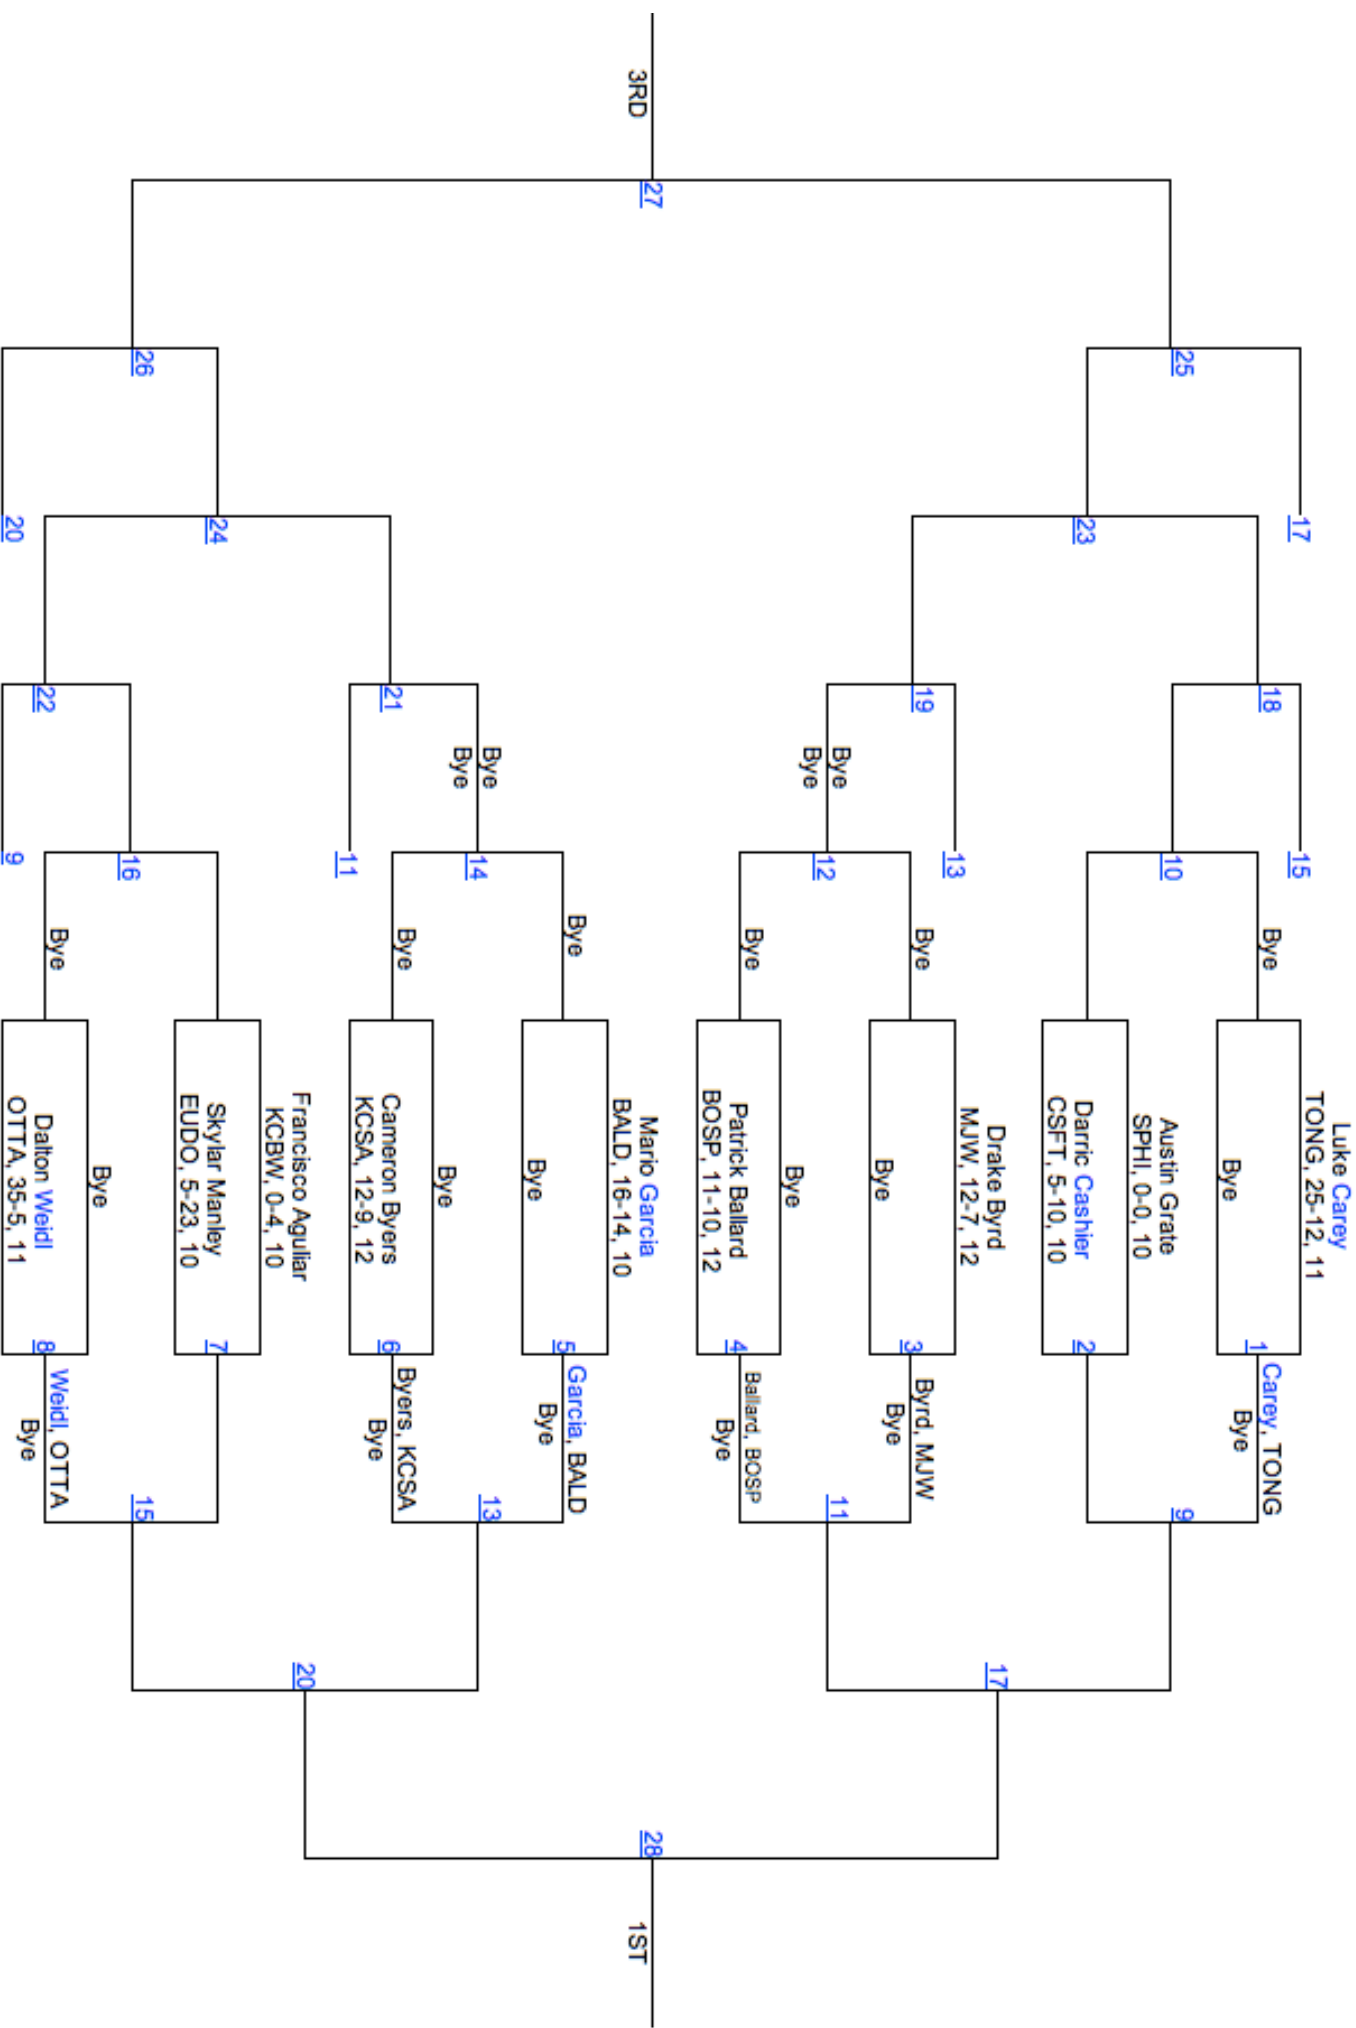 Luke Carey
TONG, 25-12, 11
Bye
1
Carey, TONG
Bye
Austin Grate
SPHI, 0-0, 10
Darric Cashier
CSFT, 5-10, 10
2
Drake Byrd
MJW, 12-7, 12
Bye
3
Byrd, MJW
Bye
Bye
Patrick Ballard
BOSP, 11-10, 12
4
Ballard, BOSP
Bye
Mario Garcia
BALD, 16-14, 10
Bye
5
Garcia, BALD
Bye
Bye
Cameron Byers
KCSA, 12-9, 12
6
Byers, KCSA
Bye
Francisco Aguliar
KCBW, 0-4, 10
Skylar Manley
EUDO, 5-23, 10
7
Bye
Dalton Weidl
OTTA, 35-5, 11
8
Weidl, OTTA
Bye
9
11
13
15
17
20
28
1ST
Bye
10
Bye
12
Bye
Bye
14
Bye
16
Bye
15
18
13
19
Bye
Bye
Bye
Bye
21
11
22
9
17
23
24
20
25
26
27
3RD